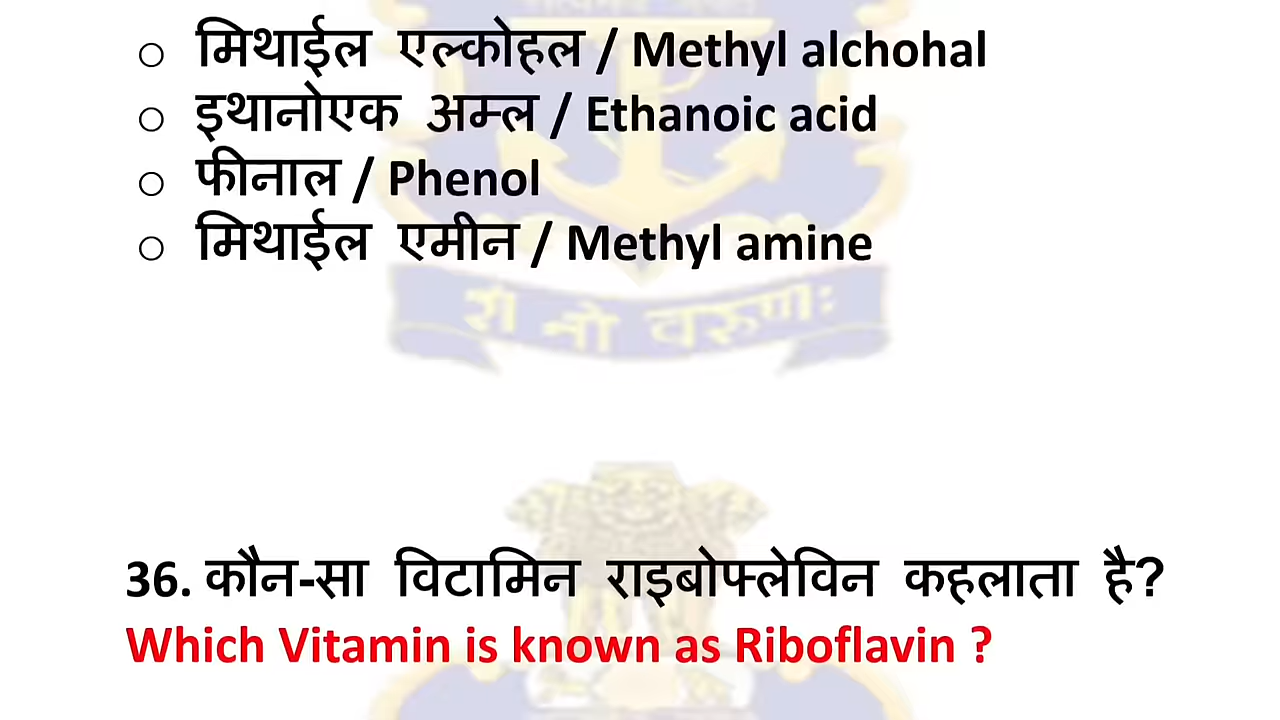 ○ मिथाईल एल्कोहल / Methyl alchohal
○ इथानोएक अम्ल / Ethanoic acid
○ फीनाल / Phenol
○ मिथाईल एमीन / Methyl amine
शं नो वरुणः
36. कौन-सा विटामिन राइबोफ्लेविन कहलाता है?
Which Vitamin is known as Riboflavin ?